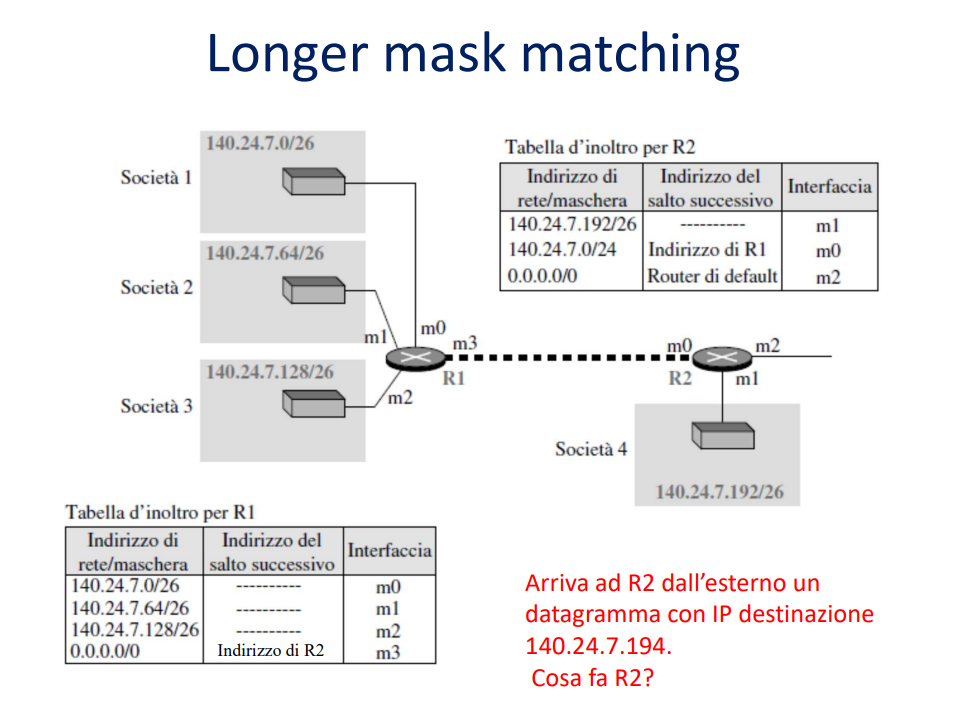 Longer mask matching
140.24.7.0/26
Società 1
140.24.7.64/26
Società 2
140.24.7.128/26
Società 3
m0
m1
m2
m3
R1
m0
m2
R2
m1
Società 4
140.24.7.192/26
Tabella d'inoltro per R2
Indirizzo di rete/maschera Indirizzo del salto successivo Interfaccia
140.24.7.192/26 ---------- m1
140.24.7.0/24 Indirizzo di R1 m0
0.0.0.0/0 Router di default m2
Tabella d'inoltro per R1
Indirizzo di rete/maschera Indirizzo del salto successivo Interfaccia
140.24.7.0/26 ---------- m0
140.24.7.64/26 ---------- m1
140.24.7.128/26 ---------- m2
0.0.0.0/0 Indirizzo di R2 m3
Arriva ad R2 dall'esterno un
datagramma con IP destinazione
140.24.7.194.
Cosa fa R2?